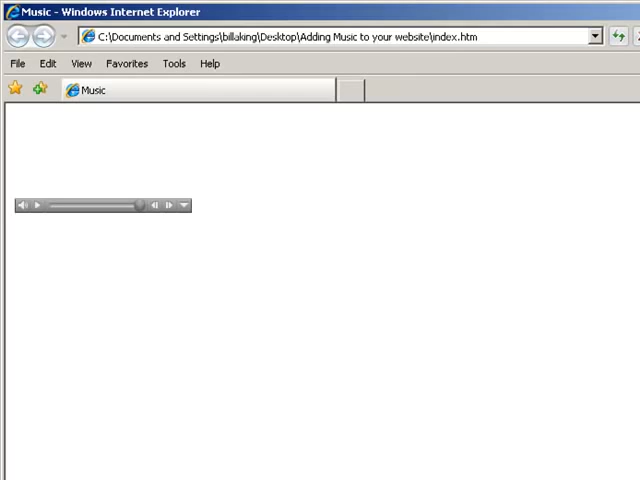 Music - Windows Internet Explorer
C:\Documents and Settings\billaking\Desktop\Adding Music to your website\index.htm
File Edit View Favorites Tools Help
Music